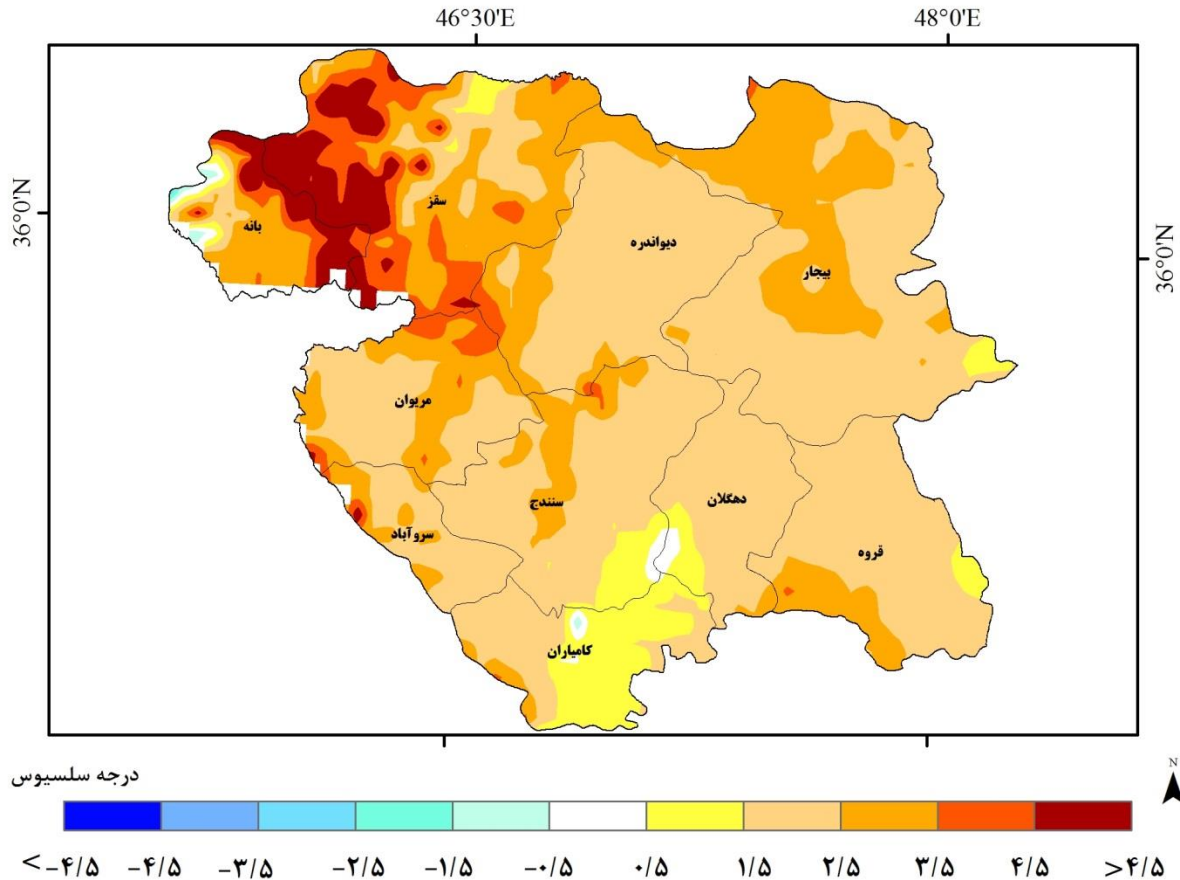 46°30'E 48°0'E
36°0'N
36°0'N
سقز
بانه
دیواندره
بیجار
مریوان
سنندج
دهگلان
سروآباد
قروه
کامیاران
درجه سلسیوس
N
<-۴/۵ -۴/۵ -۳/۵ -۲/۵ -۱/۵ -۰/۵ ۰/۵ ۱/۵ ۲/۵ ۳/۵ ۴/۵ >۴/۵